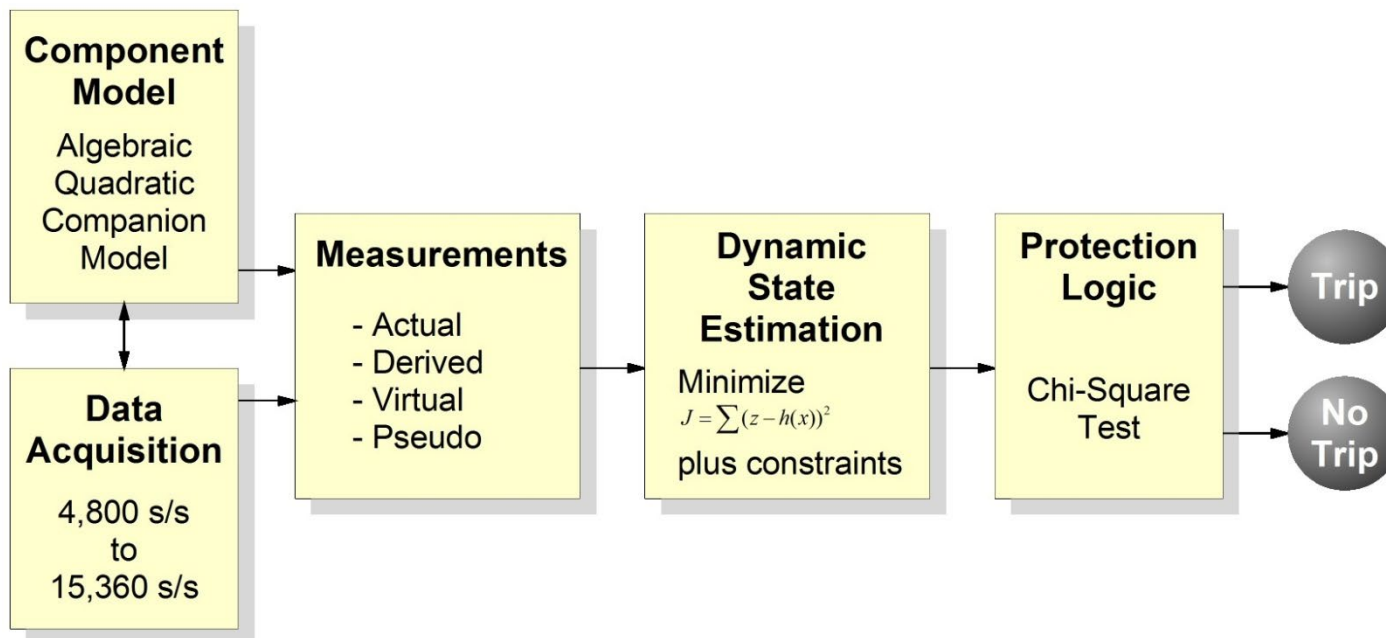 Component
Model
Algebraic
Quadratic
Companion
Model
Data
Acquisition
4,800 s/s
to
15,360 s/s
Measurements
- Actual
- Derived
- Virtual
- Pseudo
Dynamic
State
Estimation
Minimize
J = ∑(z − h(x))²
plus constraints
Protection
Logic
Chi-Square
Test
Trip
No
Trip